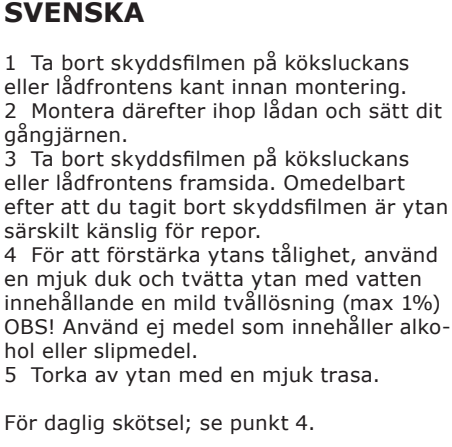 SVENSKA
1 Ta bort skyddsfilmen på köksluckans
eller lådfrontens kant innan montering.
2 Montera därefter ihop lådan och sätt dit
gångjärnen.
3 Ta bort skyddsfilmen på köksluckans
eller lådfrontens framsida. Omedelbart
efter att du tagit bort skyddsfilmen är ytan
särskilt känslig för repor.
4 För att förstärka ytans tålighet, använd
en mjuk duk och tvätta ytan med vatten
innehållande en mild tvållösning (max 1%)
OBS! Använd ej medel som innehåller alko-
hol eller slipmedel.
5 Torka av ytan med en mjuk trasa.
För daglig skötsel; se punkt 4.